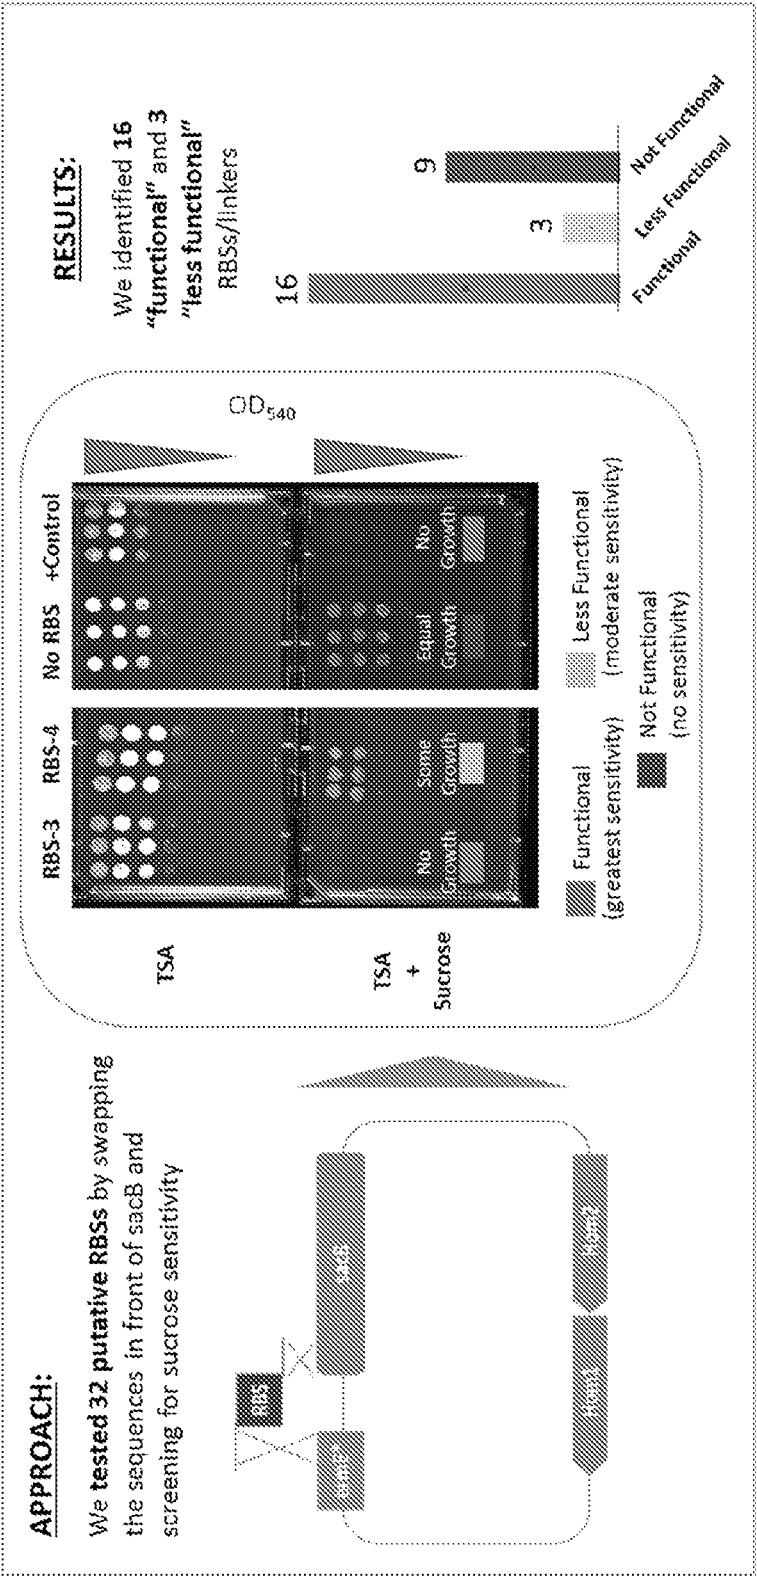 APPROACH:
We tested 32 putative RBSs by swapping
the sequences in front of sacB and
screening for sucrose sensitivity
RBS
sacB
RBS-3
RBS-4
No RBS
+Control
TSA
TSA
+
Sucrose
No
Growth
Some
Growth
Equal
Growth
No
Growth
OD540
Functional
(greatest sensitivity)
Less Functional
(moderate sensitivity)
Not Functional
(no sensitivity)
RESULTS:
We identified 16
“functional” and 3
“less functional”
RBSs/linkers
16
3
9
Functional
Less Functional
Not Functional